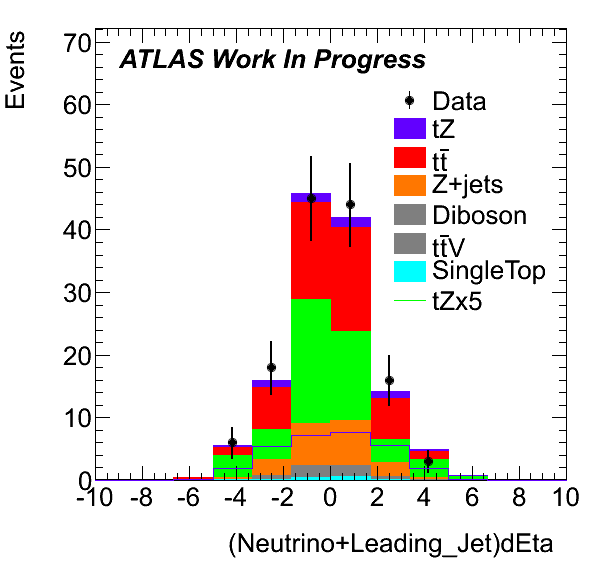 Events
70
60
50
40
30
20
10
0
ATLAS Work In Progress
Data
tZ
tt̄
Z+jets
Diboson
tt̄V
SingleTop
tZx5
-10 -8 -6 -4 -2 0 2 4 6 8 10
(Neutrino+Leading_Jet)dEta